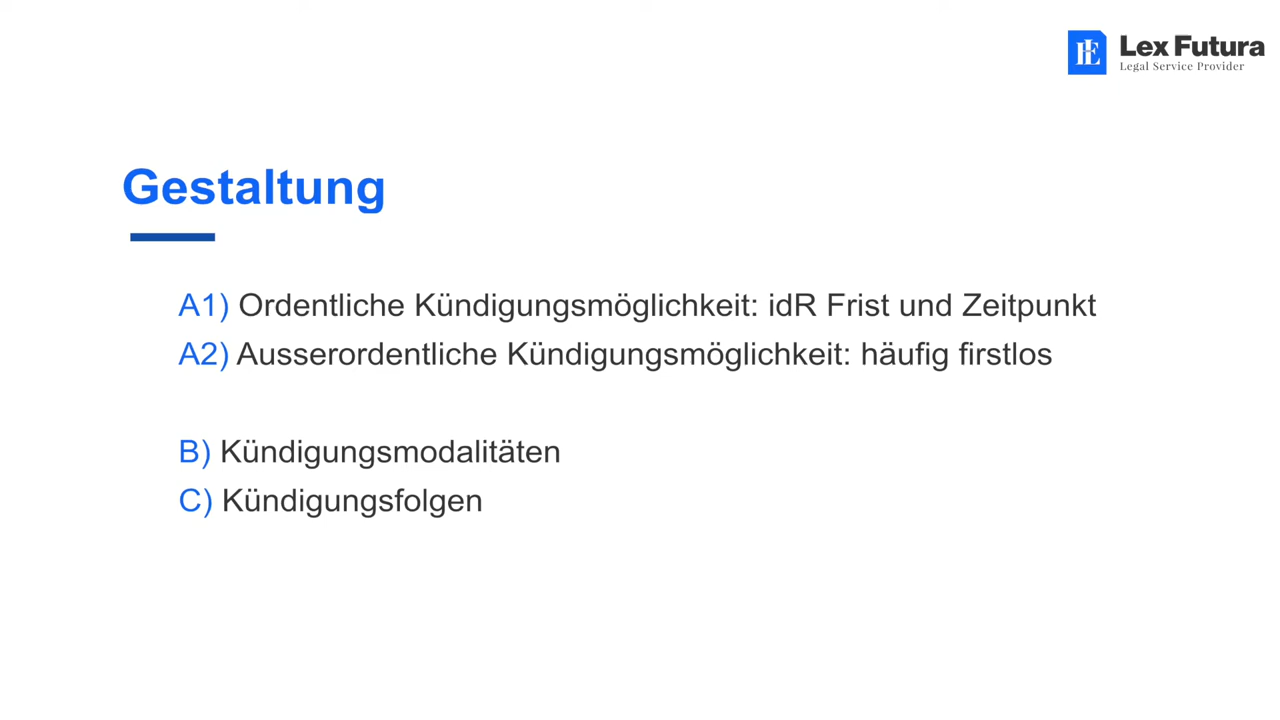 Lex Futura
Legal Service Provider
Gestaltung
A1) Ordentliche Kündigungsmöglichkeit: idR Frist und Zeitpunkt
A2) Ausserordentliche Kündigungsmöglichkeit: häufig firstlos
B) Kündigungsmodalitäten
C) Kündigungsfolgen